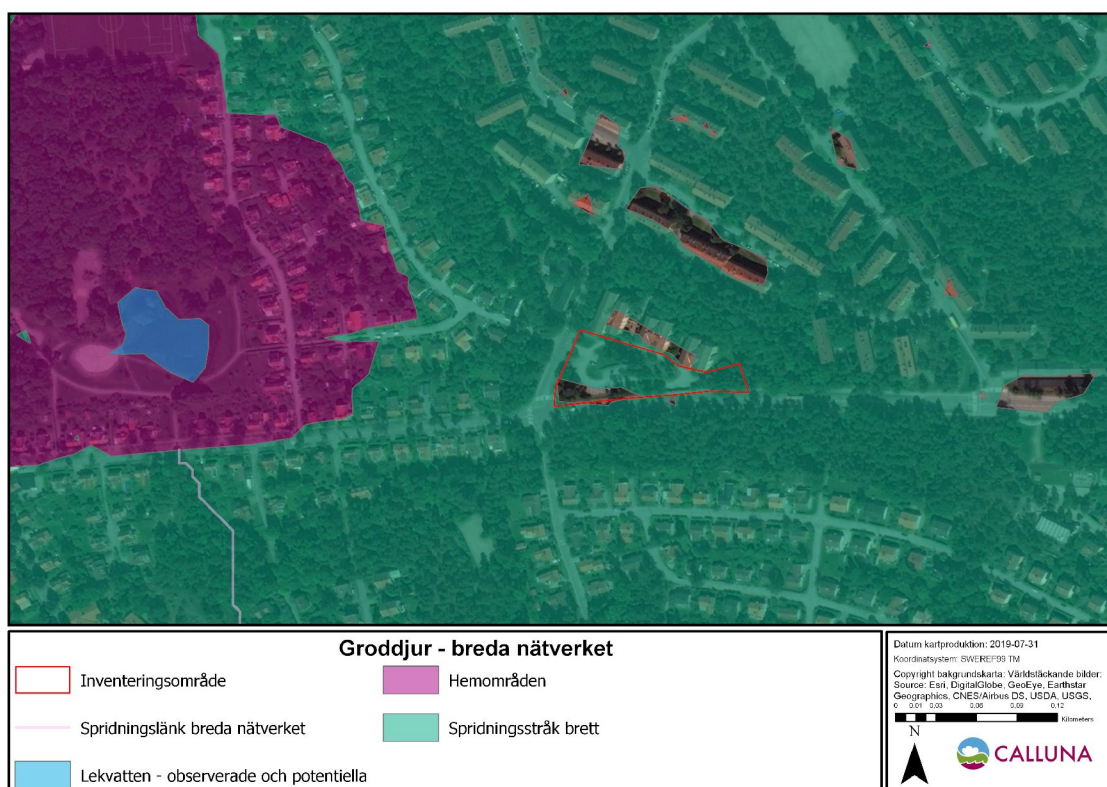 Groddjur - breda nätverket
Inventeringsområde
Hemområden
Spridningslänk breda nätverket
Spridningsstråk brett
Lekvatten - observerade och potentiella
Datum kartproduktion: 2019-07-31
Koordinatsystem: SWEREF99 TM
Copyright bakgrundskarta: Världstäckande bilder:
Source: Esri, DigitalGlobe, GeoEye, Earthstar
Geographics, CNES/Airbus DS, USDA, USGS,
0 0.01 0,03 0,06 0,09 0,12
Kilometers
N
CALLUNA